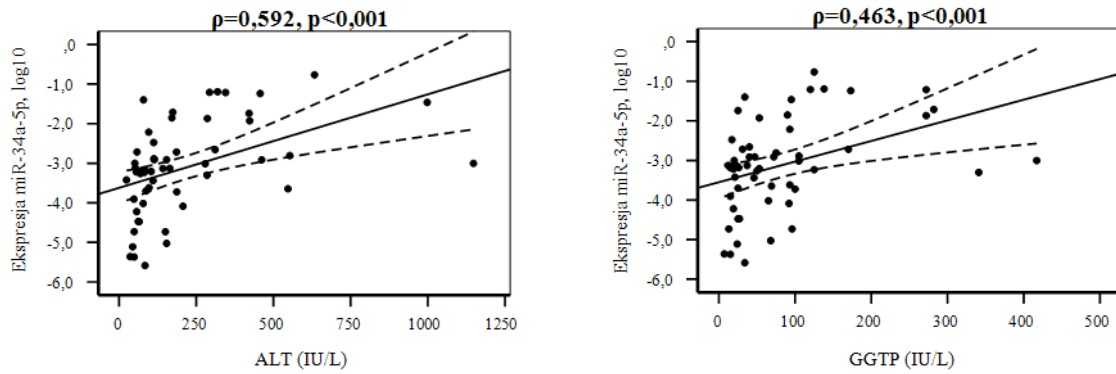 ρ=0,592, p<0,001
Ekspresja miR-34a-5p, log10
,0
-1,0
-2,0
-3,0
-4,0
-5,0
-6,0
0 250 500 750 1000 1250
ALT (IU/L)
ρ=0,463, p<0,001
Ekspresja miR-34a-5p, log10
,0
-1,0
-2,0
-3,0
-4,0
-5,0
-6,0
0 100 200 300 400 500
GGTP (IU/L)